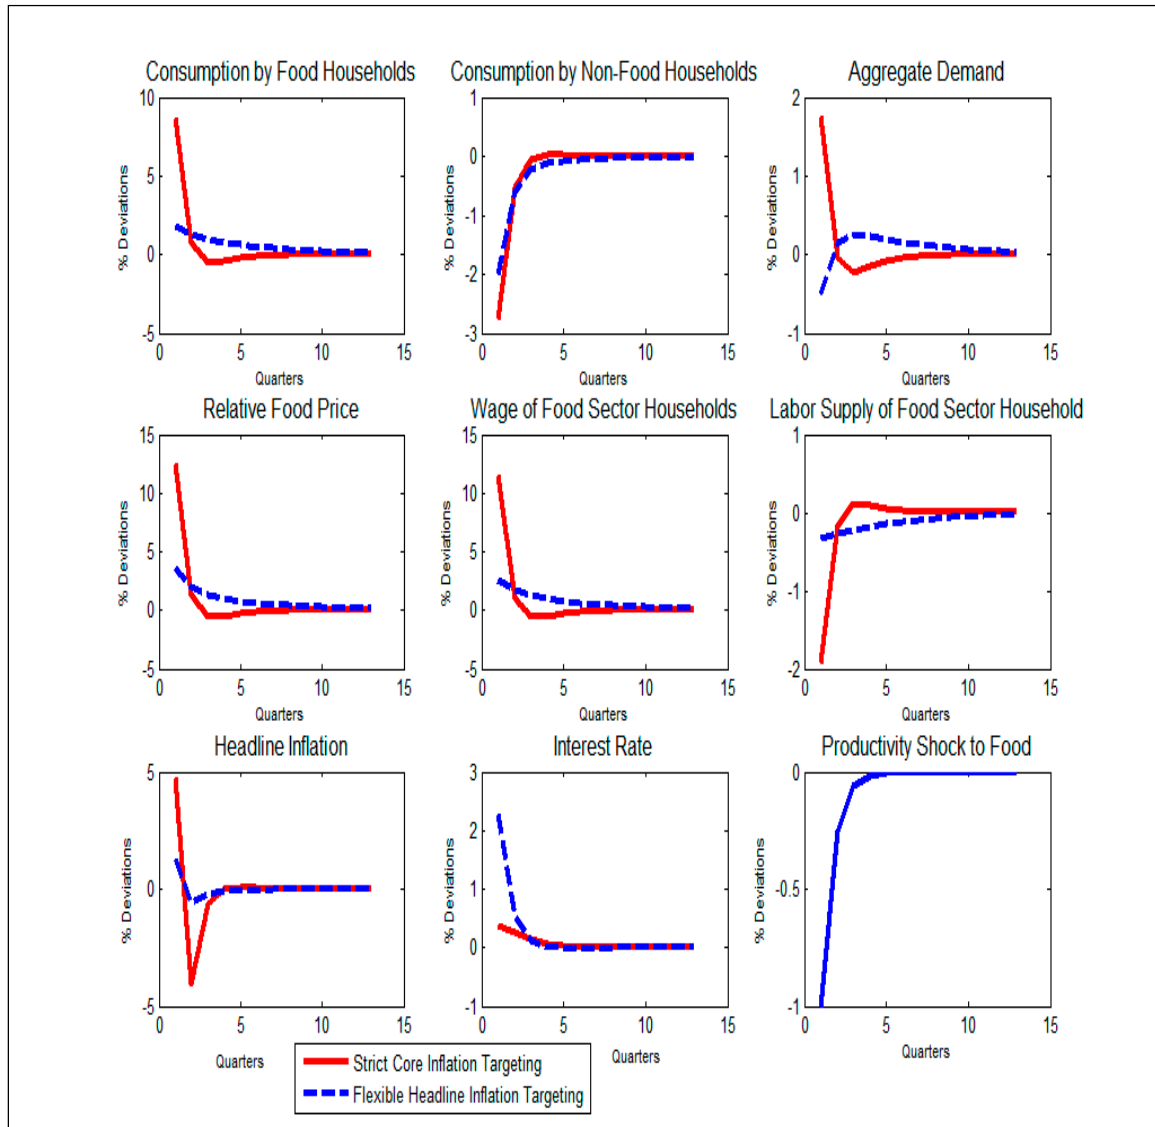 Consumption by Food Households
% Deviations
10
5
0
-5
0 5 10 15
Quarters
Consumption by Non-Food Households
% Deviations
1
0
-1
-2
-3
0 5 10 15
Quarters
Aggregate Demand
% Deviations
2
1
0
-1
0 5 10 15
Quarters
Relative Food Price
% Deviations
15
10
5
0
-5
0 5 10 15
Quarters
Wage of Food Sector Households
% Deviations
15
10
5
0
-5
0 5 10 15
Quarters
Labor Supply of Food Sector Household
% Deviations
1
0
-1
-2
0 5 10 15
Quarters
Headline Inflation
% Deviations
5
0
-5
0 5 10 15
Quarters
Interest Rate
% Deviations
3
2
1
0
-1
0 5 10 15
Quarters
Productivity Shock to Food
% Deviations
0
-0.5
-1
0 5 10 15
Quarters
Strict Core Inflation Targeting
Flexible Headline Inflation Targeting